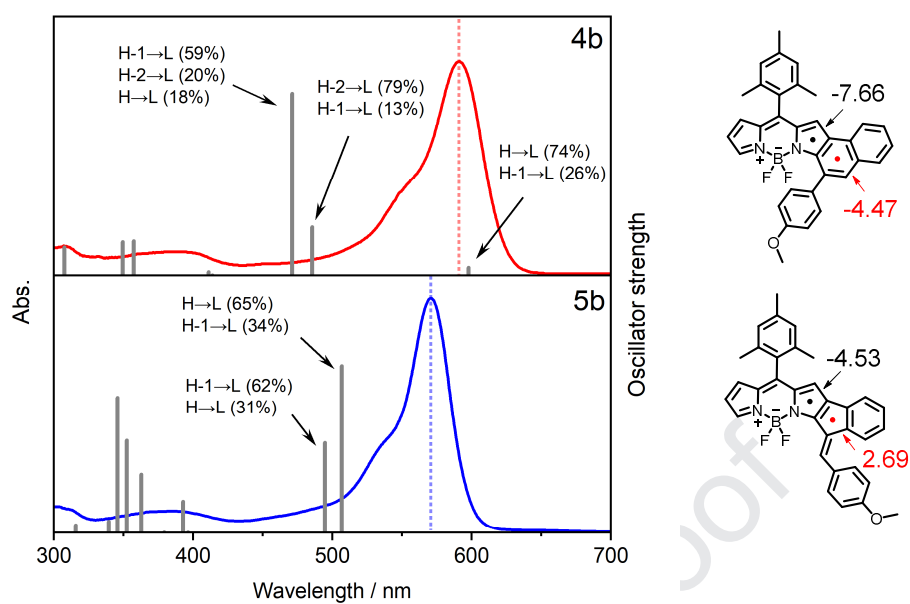 4b
H-1→L (59%)
H-2→L (20%)
H→L (18%)
H-2→L (79%)
H-1→L (13%)
H→L (74%)
H-1→L (26%)
5b
H→L (65%)
H-1→L (34%)
H-1→L (62%)
H→L (31%)
Abs.
Oscillator strength
300
400
500
600
700
Wavelength / nm
-7.66
N
B
N
+
-
F
F
-4.47
O
-4.53
N
B
N
+
-
F
F
2.69
O